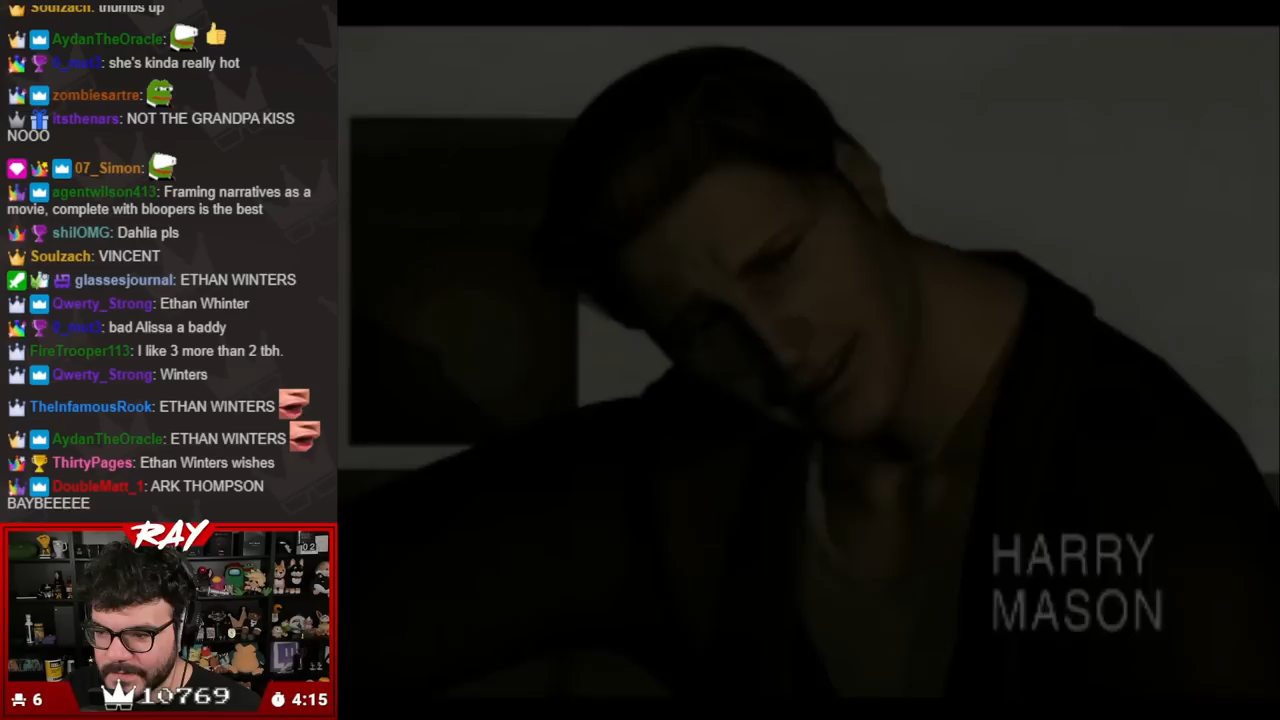 Soulzach: thumbs up
AydanTheOracle:
she's kinda really hot
zombiesartre:
itsthenars: NOT THE GRANDPA KISS
NOOO
07_Simon:
agentwilson413: Framing narratives as a
movie, complete with bloopers is the best
shilOMG: Dahlia pls
Soulzach: VINCENT
glassesjournal: ETHAN WINTERS
Qwerty_Strong: Ethan Whinter
bad Alissa a baddy
FireTrooper113: I like 3 more than 2 tbh.
Qwerty_Strong: Winters
TheInfamousRook: ETHAN WINTERS
AydanTheOracle: ETHAN WINTERS
ThirtyPages: Ethan Winters wishes
DoubleMatt_1: ARK THOMPSON
BAYBEEEEE
RAY
6
10769
4:15
HARRY
MASON